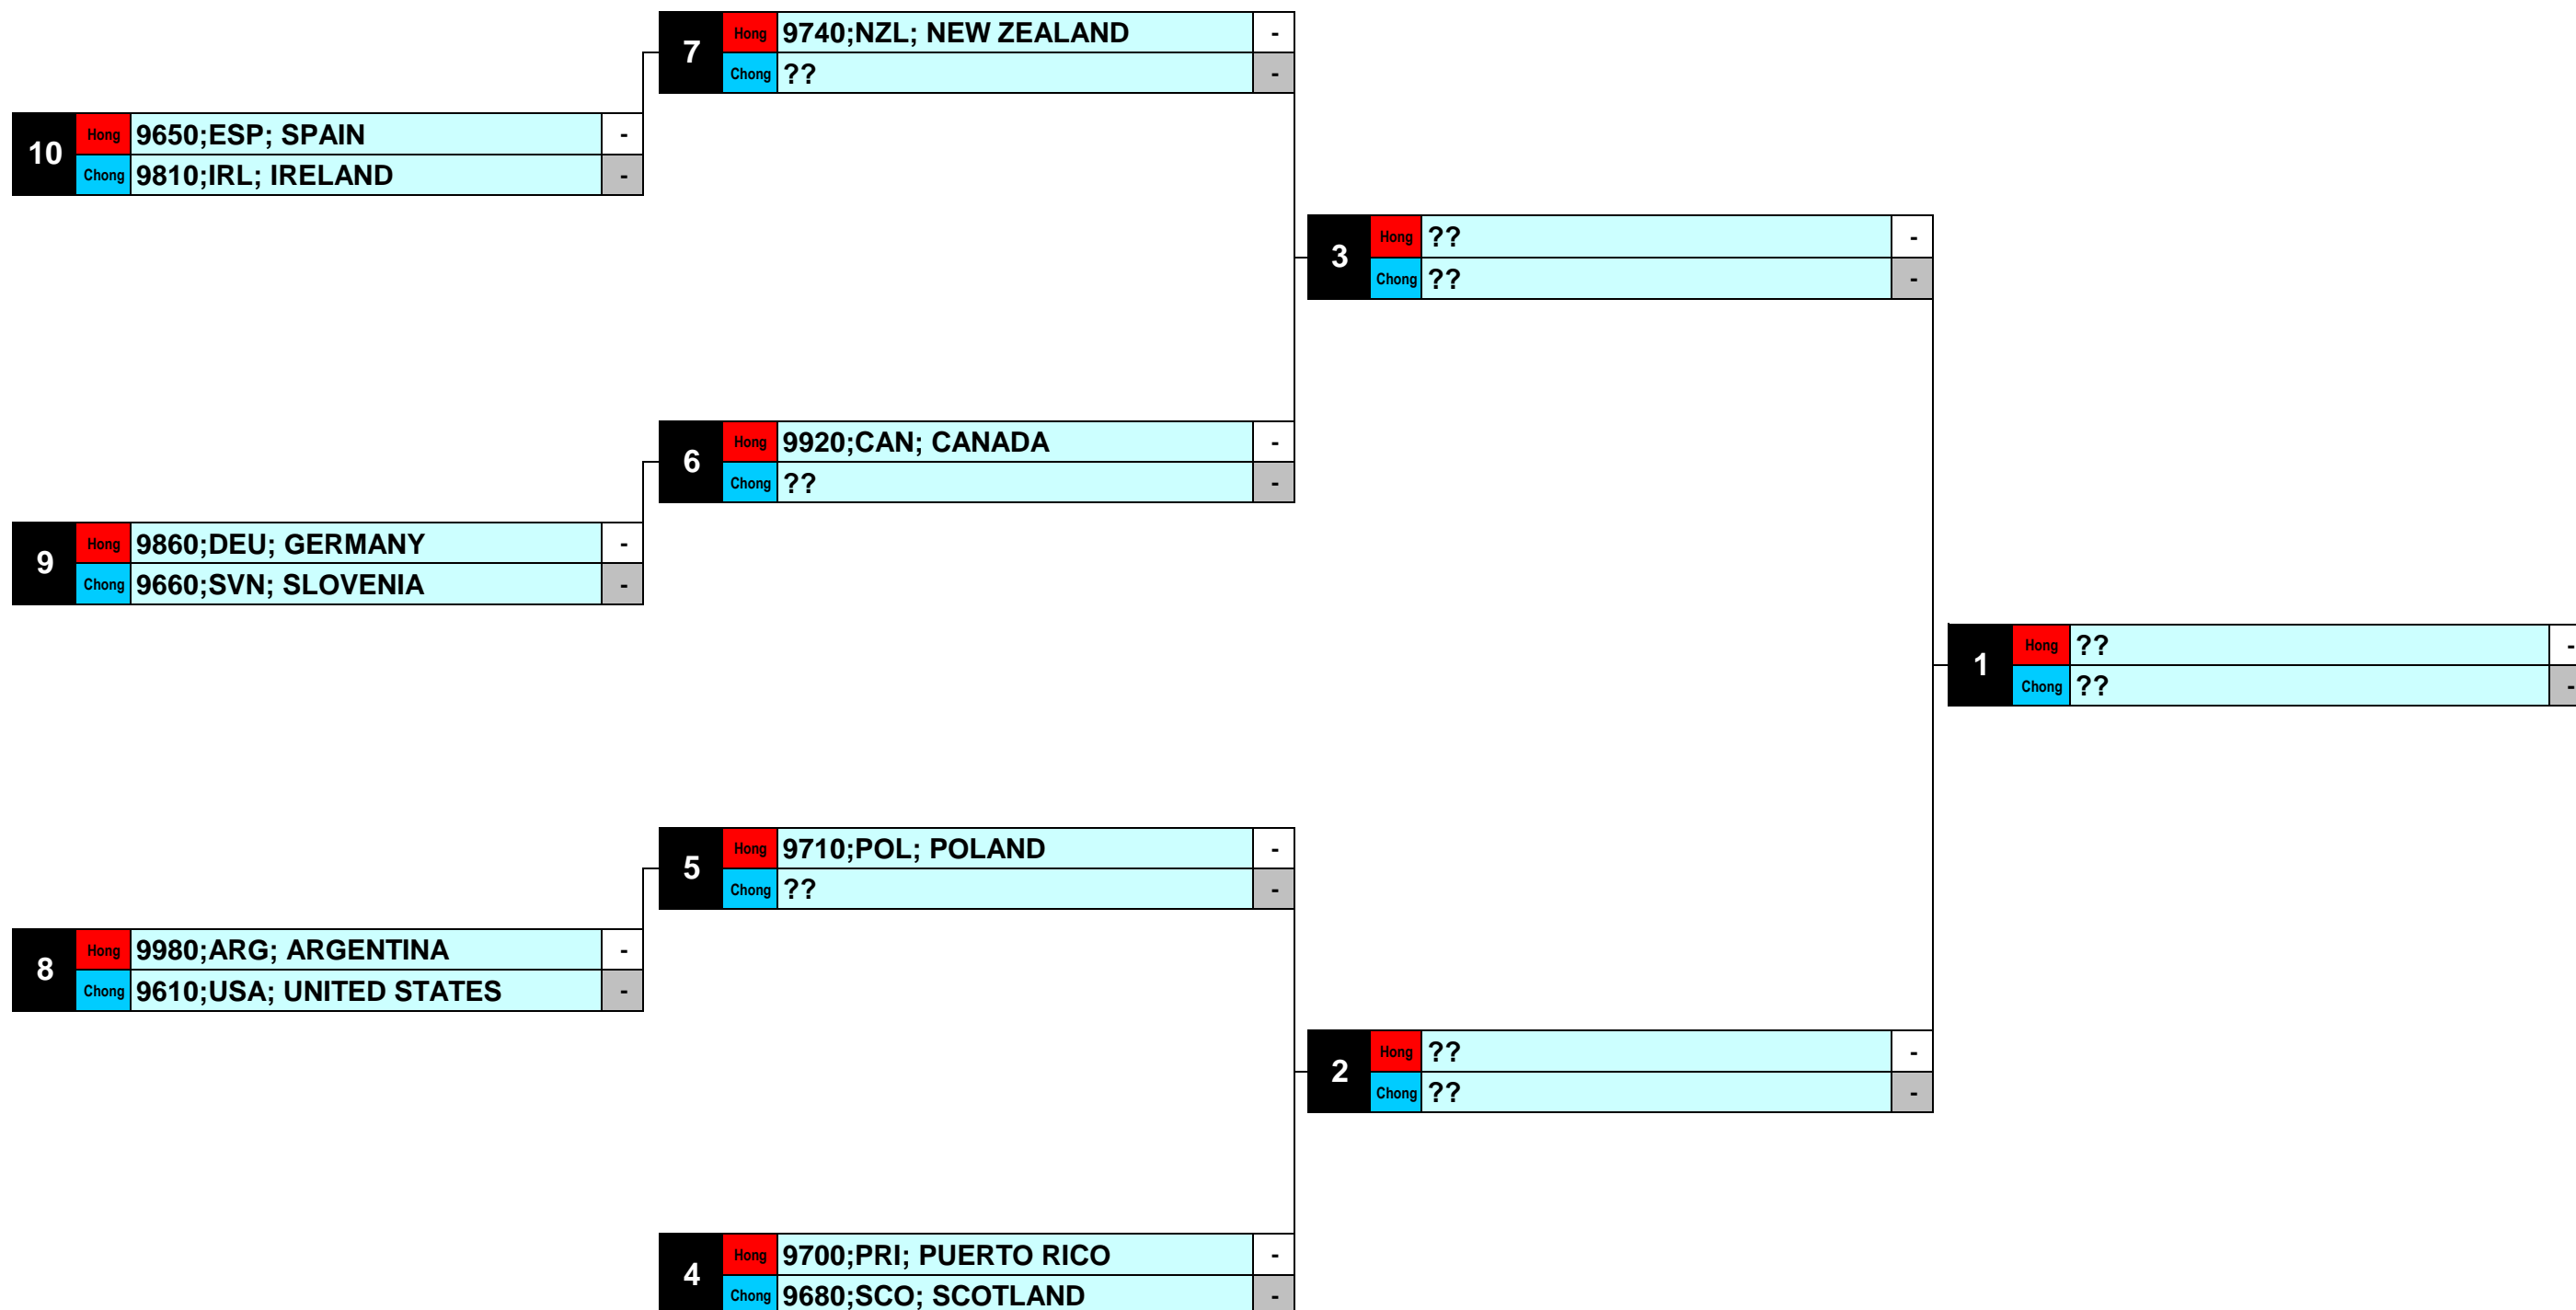 7
Hong 9740;NZL; NEW ZEALAND -
Chong ?? -
10
Hong 9650;ESP; SPAIN -
Chong 9810;IRL; IRELAND -
3
Hong ?? -
Chong ?? -
6
Hong 9920;CAN; CANADA -
Chong ?? -
9
Hong 9860;DEU; GERMANY -
Chong 9660;SVN; SLOVENIA -
1
Hong ?? -
Chong ?? -
5
Hong 9710;POL; POLAND -
Chong ?? -
8
Hong 9980;ARG; ARGENTINA -
Chong 9610;USA; UNITED STATES -
2
Hong ?? -
Chong ?? -
4
Hong 9700;PRI; PUERTO RICO -
Chong 9680;SCO; SCOTLAND -